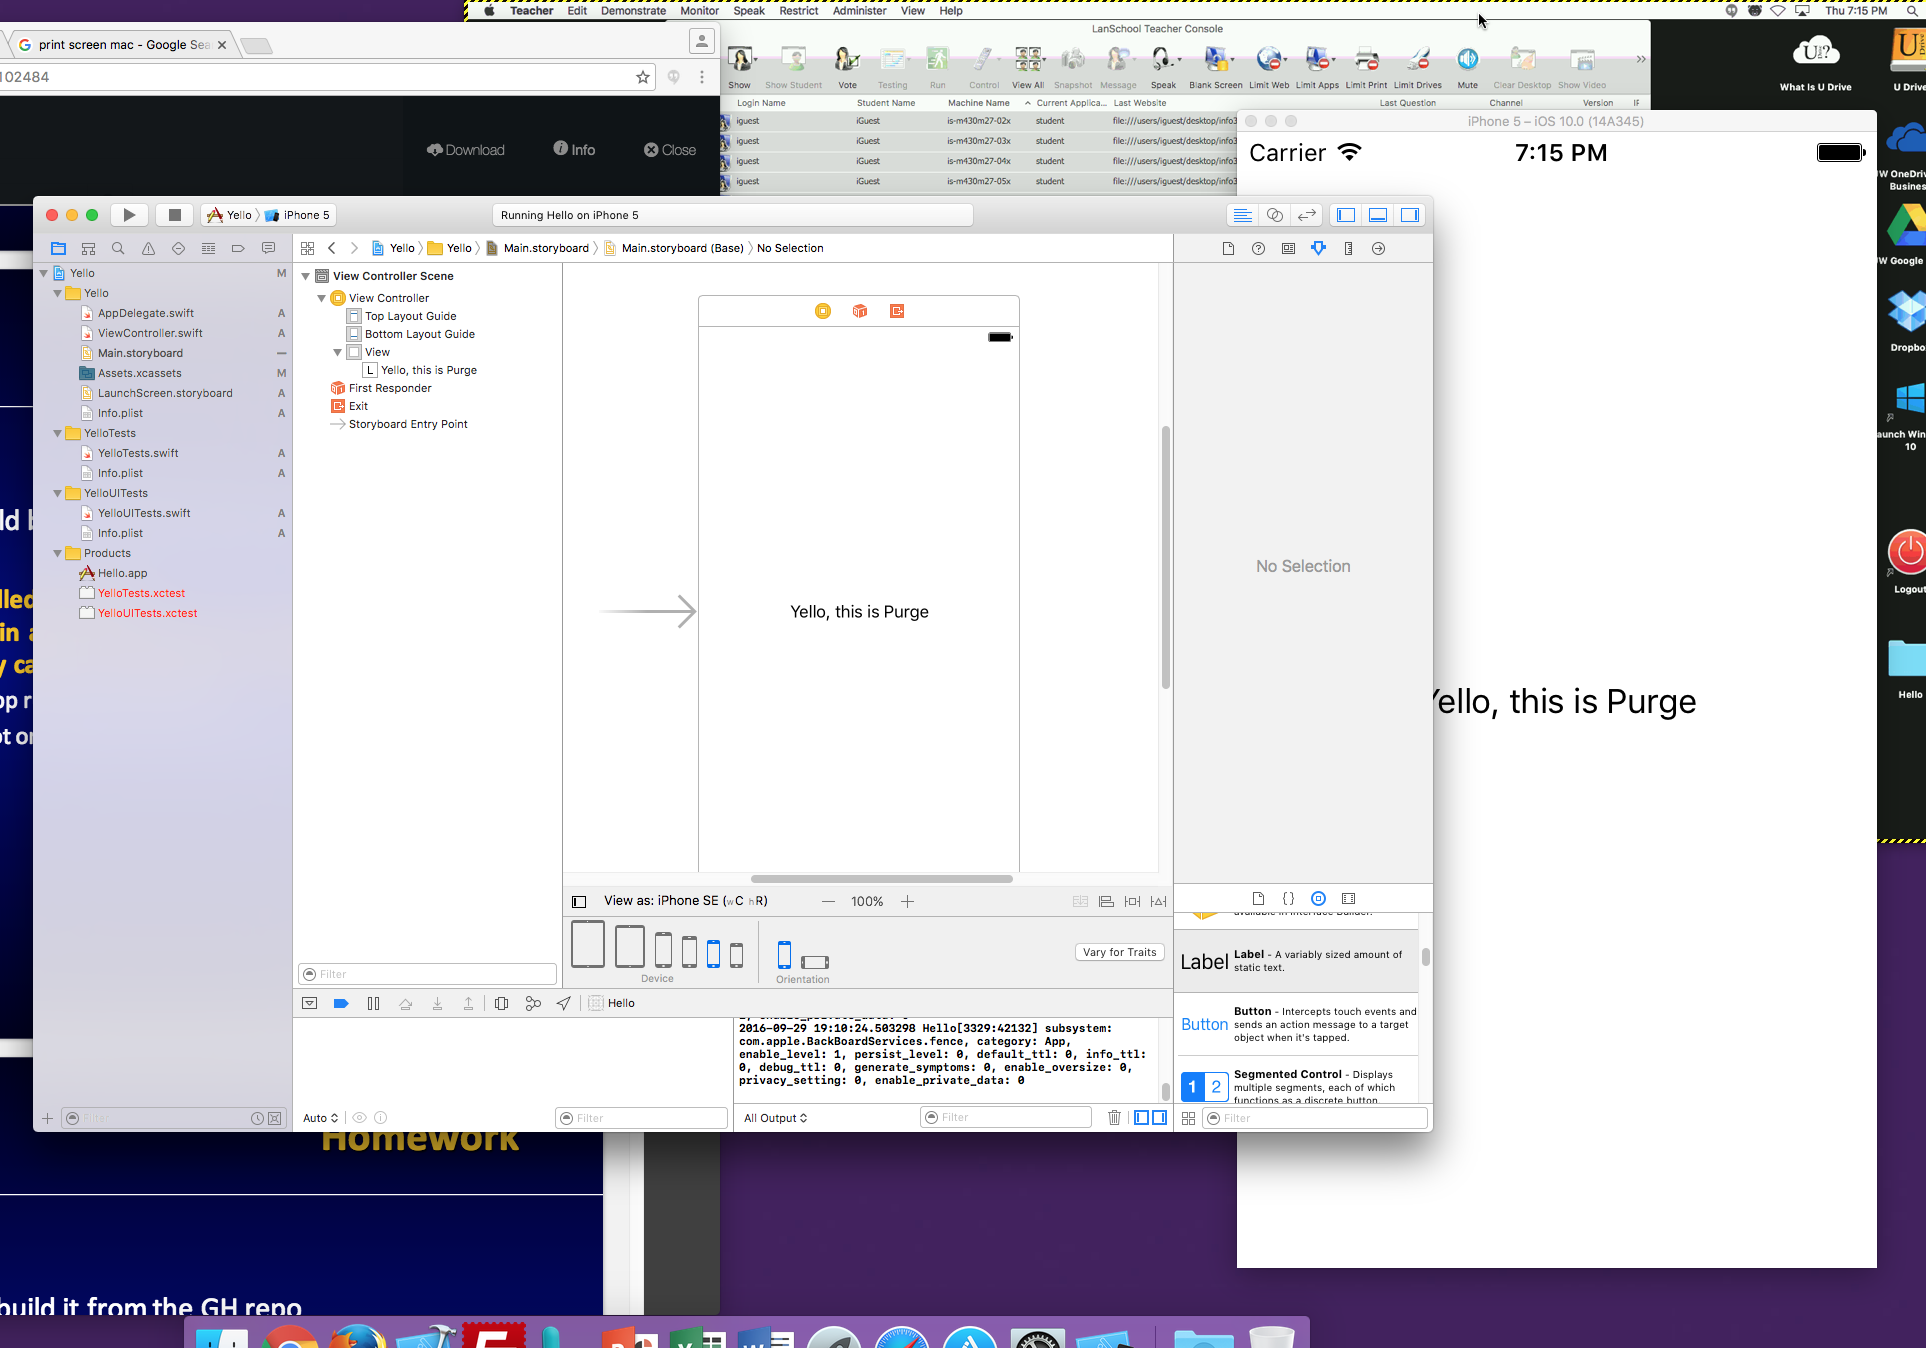 Teacher Edit Demonstrate Monitor Speak Restrict Administer View Help
Thu 7:15 PM
print screen mac - Google Sea
102484
Download Info Close
LanSchool Teacher Console
Show Show Student Vote Testing Run Control View All Snapshot Message Speak Blank Screen Limit Web Limit Apps Limit Print Limit Drives Mute Clear Desktop Show Video
Login Name Student Name Machine Name Current Applica... Last Website Last Question Channel Version
iguest iGuest is-m430m27-02x student file:///users/iguest/desktop/info3
iguest iGuest is-m430m27-03x student file:///users/iguest/desktop/info3
iguest iGuest is-m430m27-04x student file:///users/iguest/desktop/info3
iguest iGuest is-m430m27-05x student file:///users/iguest/desktop/info3
What Is U Drive
U Drive
UW OneDrive
Business
UW Google
Dropbo
Launch Win
10
Logout
Hello
iPhone 5 – iOS 10.0 (14A345)
Carrier 7:15 PM
Yello, this is Purge
Yello iPhone 5
Running Hello on iPhone 5
Yello Yello Main.storyboard Main.storyboard (Base) No Selection
Yello M
Yello
AppDelegate.swift A
ViewController.swift A
Main.storyboard —
Assets.xcassets M
LaunchScreen.storyboard A
Info.plist A
YelloTests
YelloTests.swift A
Info.plist A
YelloUITests
YelloUITests.swift A
Info.plist A
Products
Hello.app
YelloTests.xctest
YelloUITests.xctest
View Controller Scene
View Controller
Top Layout Guide
Bottom Layout Guide
View
L Yello, this is Purge
First Responder
Exit
Storyboard Entry Point
Yello, this is Purge
No Selection
View as: iPhone SE (wC hR) — 100% +
Device
Orientation
Vary for Traits
Filter
Hello
2016-09-29 19:10:24.503298 Hello[3329:42132] subsystem:
com.apple.BackBoardServices.fence, category: App,
enable_level: 1, persist_level: 0, default_ttl: 0, info_ttl:
0, debug_ttl: 0, generate_symptoms: 0, enable_oversize: 0,
privacy_setting: 0, enable_private_data: 0
available in Interface Builder.
Label
Label - A variably sized amount of
static text.
Button
Button - Intercepts touch events and
sends an action message to a target
object when it's tapped.
1 2
Segmented Control - Displays
multiple segments, each of which
functions as a discrete button.
Filter
Auto
Filter
All Output
Filter
Filter
Homework
build it from the GH repo